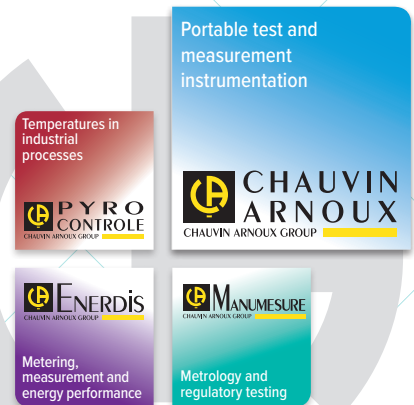 Portable test and
measurement
instrumentation
CHAUVIN
ARNOUX
CHAUVIN ARNOUX GROUP
Temperatures in
industrial
processes
PYRO
CONTROLE
CHAUVIN ARNOUX GROUP
ENERDIS
CHAUVIN ARNOUX GROUP
Metering,
measurement and
energy performance
MANUMESURE
CHAUVIN ARNOUX GROUP
Metrology and
regulatory testing